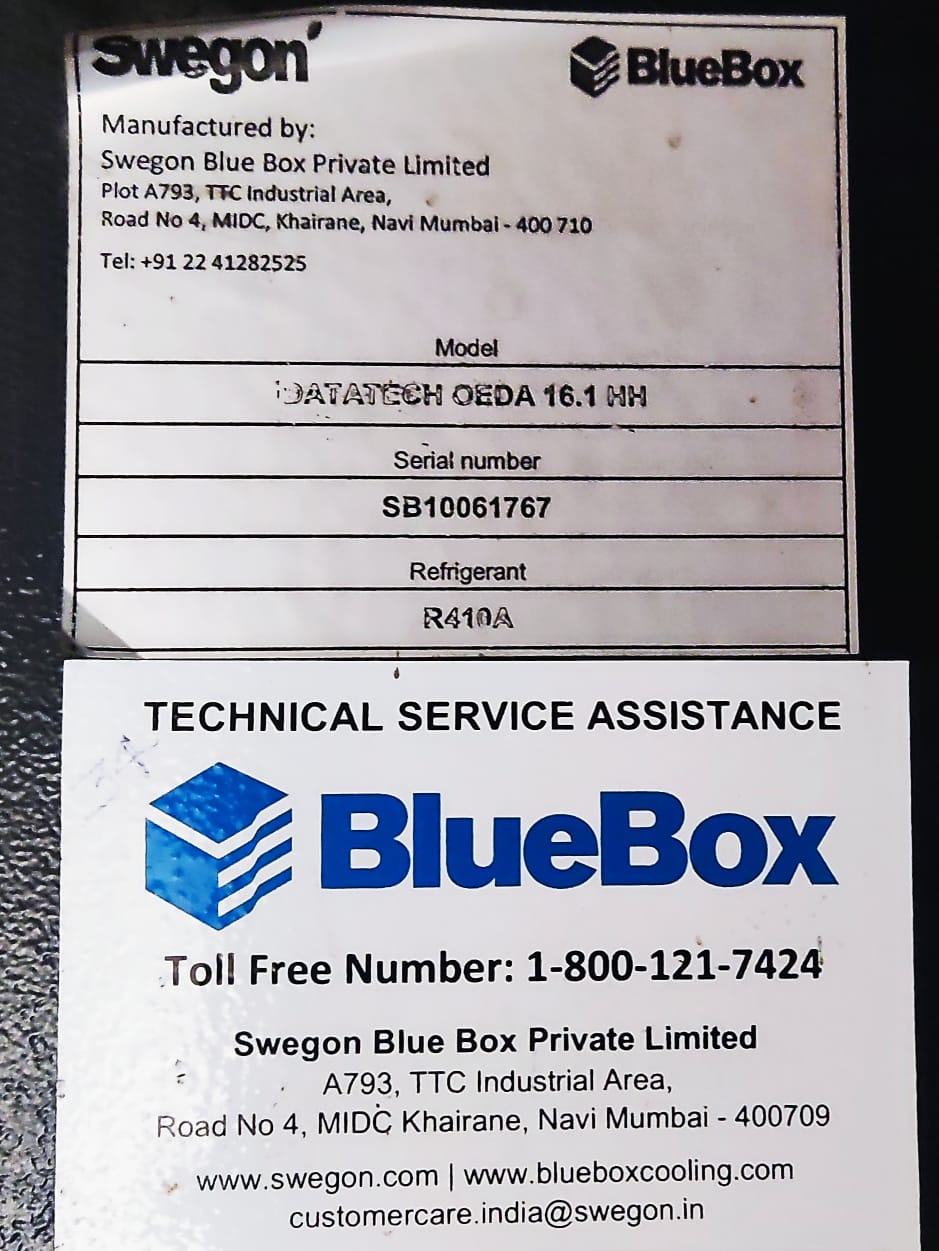 Swegon
BlueBox
Manufactured by:
Swegon Blue Box Private Limited
Plot A793, TTC Industrial Area,
Road No 4, MIDC, Khairane, Navi Mumbai - 400 710
Tel: +91 22 41282525
Model
DATATECH OEDA 16.1 HH
Serial number
SB10061767
Refrigerant
R410A
TECHNICAL SERVICE ASSISTANCE
BlueBox
Toll Free Number: 1-800-121-7424
Swegon Blue Box Private Limited
A793, TTC Industrial Area,
Road No 4, MIDC Khairane, Navi Mumbai - 400709
www.swegon.com | www.blueboxcooling.com
customercare.india@swegon.in